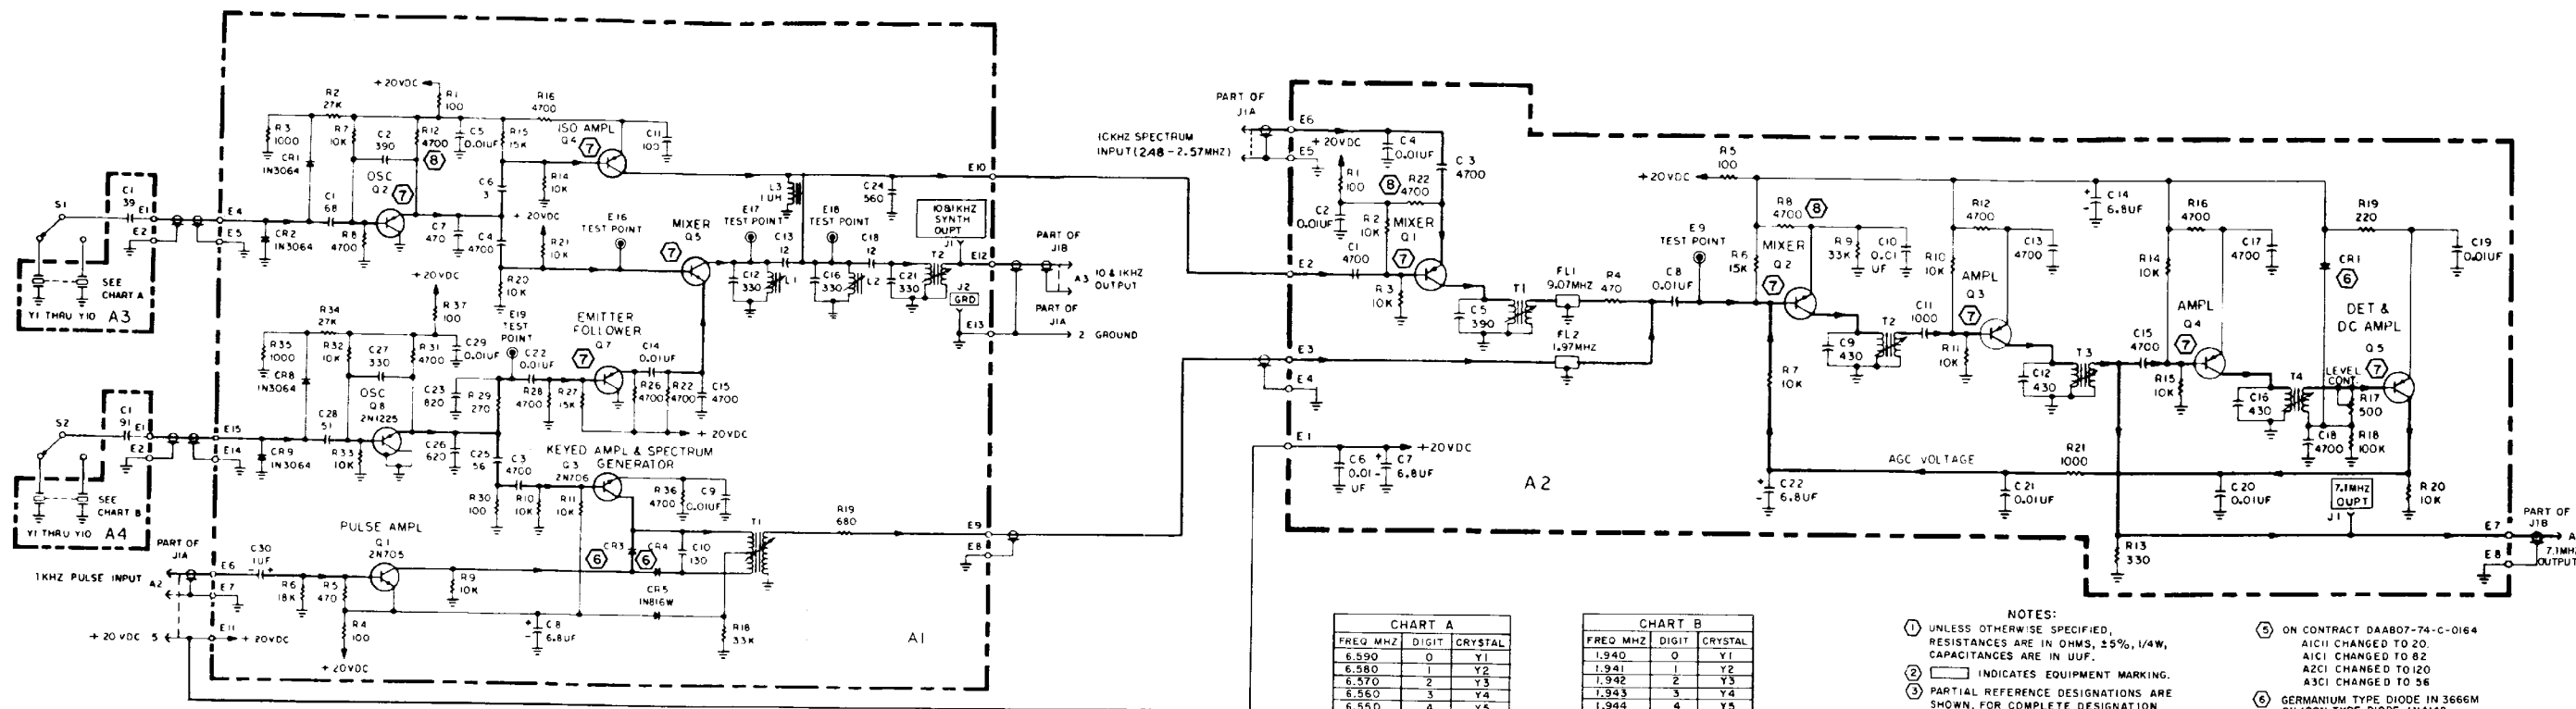 +20VDC
R1
100
R2
27K
R16
4700
ISO AMPL
Q4
7
C11
100
R3
1000
R7
10K
C2
390
R12
4700
8
C5
0.01UF
R15
15K
CR1
1N3064
OSC
Q2
7
C6
3
R14
10K
C1
39
S1
E1
E2
E4
E5
C1
68
CR2
1N3064
R8
4700
C7
470
C4
4700
+20VDC
R21
10K
E16
TEST POINT
L3
1 UH
C24
560
E10
E17
TEST POINT
E18
TEST POINT
MIXER
Q5
7
C13
12
C18
12
10&1KHZ
SYNTH
OUPT
J1
T2
E12
PART OF
J1B
A3
10 & 1KHZ
OUTPUT
C12
330
L1
C16
330
L2
C21
330
J2
GRD
E13
PART OF
J1A
2 GROUND
SEE
CHART A
Y1 THRU Y10 A3
R20
10K
+20VDC
R37
100
E19
TEST
POINT
R34
27K
R35
1000
R32
10K
C27
330
R31
4700
C29
0.01UF
C22
0.01UF
EMITTER
FOLLOWER
Q7
7
C14
0.01UF
CR8
1N3064
OSC
Q8
2N1225
C23
820
R29
270
R28
4700
R27
15K
R26
4700
R22
4700
C15
4700
+20VDC
C1
91
S2
E1
E2
E15
E14
C28
51
CR9
1N3064
R33
10K
C26
620
C25
56
KEYED AMPL & SPECTRUM
GENERATOR
Q3
2N706
C3
4700
R30
100
R10
10K
R11
10K
R36
4700
C9
0.01UF
SEE
CHART B
Y1 THRU Y10 A4
PULSE AMPL
Q1
2N705
PART OF
J1A
1KHZ PULSE INPUT A2
E6
E7
C30
1UF
R6
18K
R5
470
R9
10K
6
CR3
CR4
6
C10
130
T1
R19
680
E9
E8
CR5
1N816W
+20 VDC 5
E11
+20VDC
R4
100
+20VDC
C8
6.8UF
R18
33K
A1
PART OF
J1A
E6
E5
+20VDC
10KHZ SPECTRUM
INPUT (2.48-2.57MHZ)
C4
0.01UF
C3
4700
R1
100
8
R22
4700
C2
0.01UF
R2
10K
MIXER
Q1
7
C1
4700
E2
R3
10K
C5
390
T1
FL1
9.07MHZ
R4
470
FL2
1.97MHZ
E3
E4
E1
+20VDC
C6
0.01
UF
C7
6.8UF
A2
R5
100
+20VDC
C8
0.01UF
E9
TEST POINT
R8
4700
8
MIXER
Q2
7
R6
15K
R9
33K
C10
0.01
UF
R7
10K
C9
430
T2
R12
4700
R10
10K
AMPL
Q3
7
C11
1000
R11
10K
C13
4700
C12
430
T3
C14
6.8UF
R16
4700
R14
10K
C17
4700
AMPL
Q4
7
C15
4700
R15
10K
C16
430
T4
R19
220
CR1
6
C19
0.01UF
DET &
DC AMPL
Q5
7
LEVEL
CONT.
R17
500
C18
4700
R18
100K
AGC VOLTAGE
R21
1000
C22
6.8UF
C21
0.01UF
C20
0.01UF
7.1MHZ
OUPT
J1
R20
10K
R13
330
E7
E8
PART OF
J1B
A
7.1MHZ
OUTPUT
CHART A
FREQ MHZ DIGIT CRYSTAL
6.590 0 Y1
6.580 1 Y2
6.570 2 Y3
6.560 3 Y4
6.550 4 Y5
CHART B
FREQ MHZ DIGIT CRYSTAL
1.940 0 Y1
1.941 1 Y2
1.942 2 Y3
1.943 3 Y4
1.944 4 Y5
NOTES:
1 UNLESS OTHERWISE SPECIFIED,
RESISTANCES ARE IN OHMS, ±5%, 1/4W,
CAPACITANCES ARE IN UUF.
2 INDICATES EQUIPMENT MARKING.
3 PARTIAL REFERENCE DESIGNATIONS ARE
SHOWN. FOR COMPLETE DESIGNATION
5 ON CONTRACT DAAB07-74-C-0164
A1C11 CHANGED TO 20.
A1C1 CHANGED TO 82
A2C1 CHANGED TO 120
A3C1 CHANGED TO 56
6 GERMANIUM TYPE DIODE IN 3666M